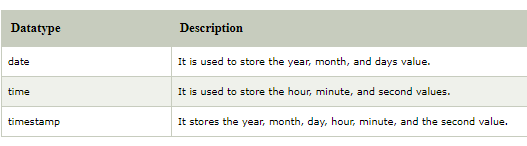 Datatype Description
date It is used to store the year, month, and days value.
time It is used to store the hour, minute, and second values.
timestamp It stores the year, month, day, hour, minute, and the second value.